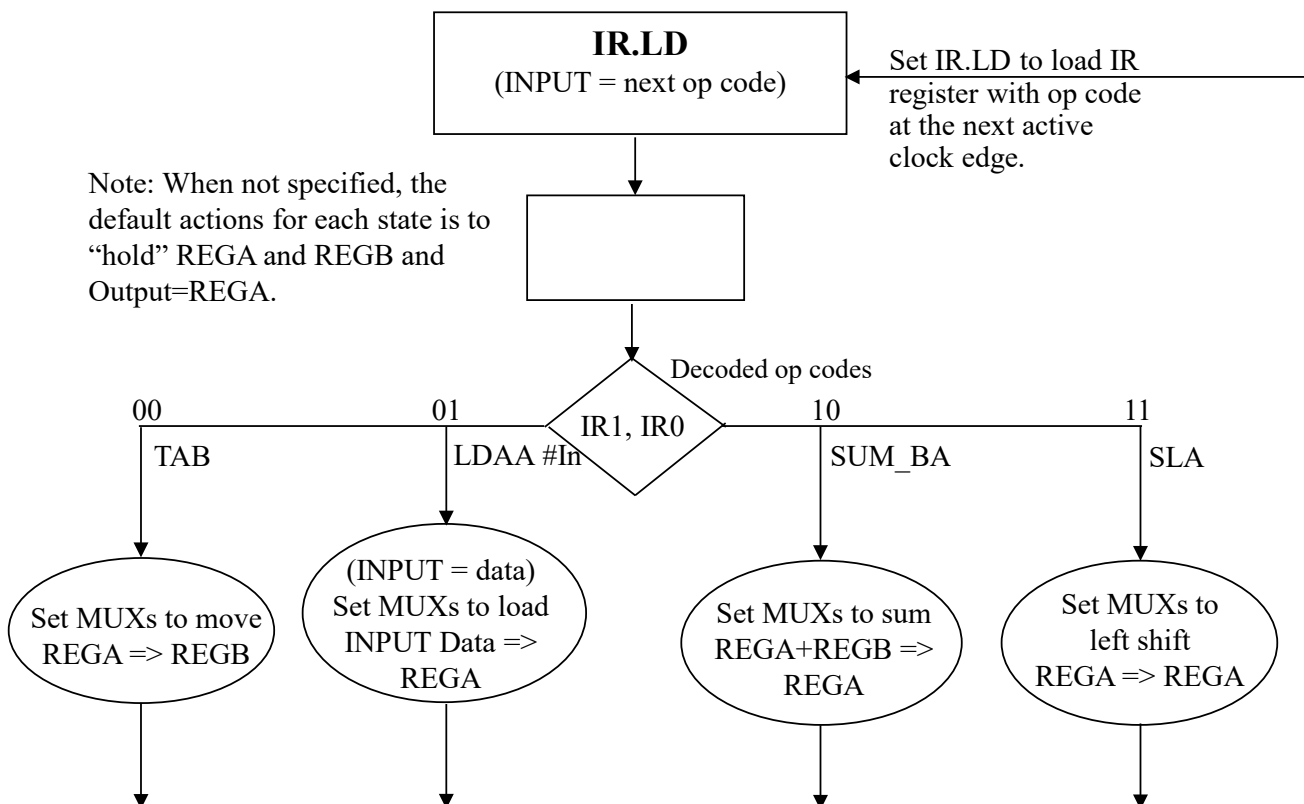 IR.LD
(INPUT = next op code)
Set IR.LD to load IR
register with op code
at the next active
clock edge.
Note: When not specified, the
default actions for each state is to
“hold” REGA and REGB and
Output=REGA.
Decoded op codes
00
01
IR1, IR0
10
11
TAB
LDAA #In
SUM_BA
SLA
Set MUXs to move
REGA => REGB
(INPUT = data)
Set MUXs to load
INPUT Data =>
REGA
Set MUXs to sum
REGA+REGB =>
REGA
Set MUXs to
left shift
REGA => REGA